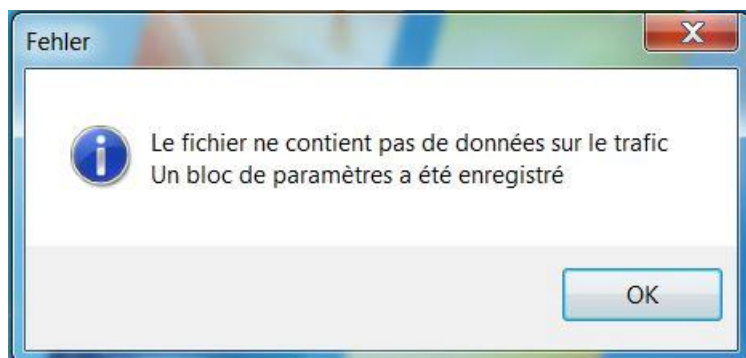 Fehler
Le fichier ne contient pas de données sur le trafic
Un bloc de paramètres a été enregistré
OK